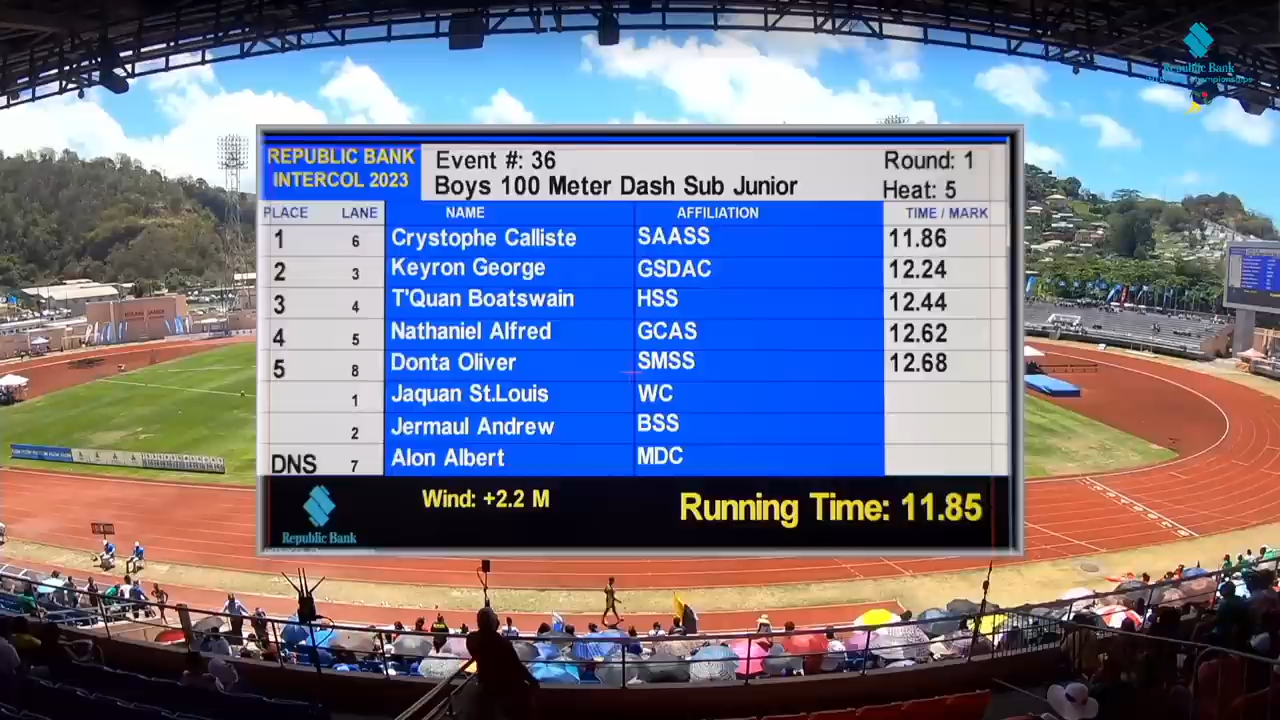 Republic Bank
REPUBLIC BANK
INTERCOL 2023
Event #: 36
Boys 100 Meter Dash Sub Junior
Round: 1
Heat: 5
PLACE LANE NAME AFFILIATION TIME / MARK
1 6 Crystophe Calliste SAASS 11.86
2 3 Keyron George GSDAC 12.24
3 4 T'Quan Boatswain HSS 12.44
4 5 Nathaniel Alfred GCAS 12.62
5 8 Donta Oliver SMSS 12.68
1 Jaquan St.Louis WC
2 Jermaul Andrew BSS
DNS 7 Alon Albert MDC
Wind: +2.2 M
Running Time: 11.85
Republic Bank